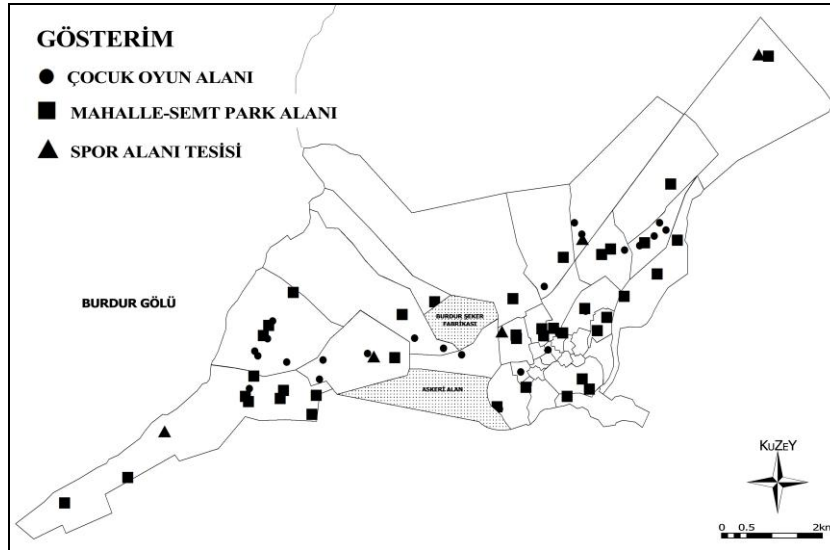 GÖSTERİM
ÇOCUK OYUN ALANI
MAHALLE-SEMT PARK ALANI
SPOR ALANI TESİSİ
BURDUR GÖLÜ
BURDUR ŞEKER
FABRİKASI
ASKERİ ALAN
KUZEY
0 0.5 2km